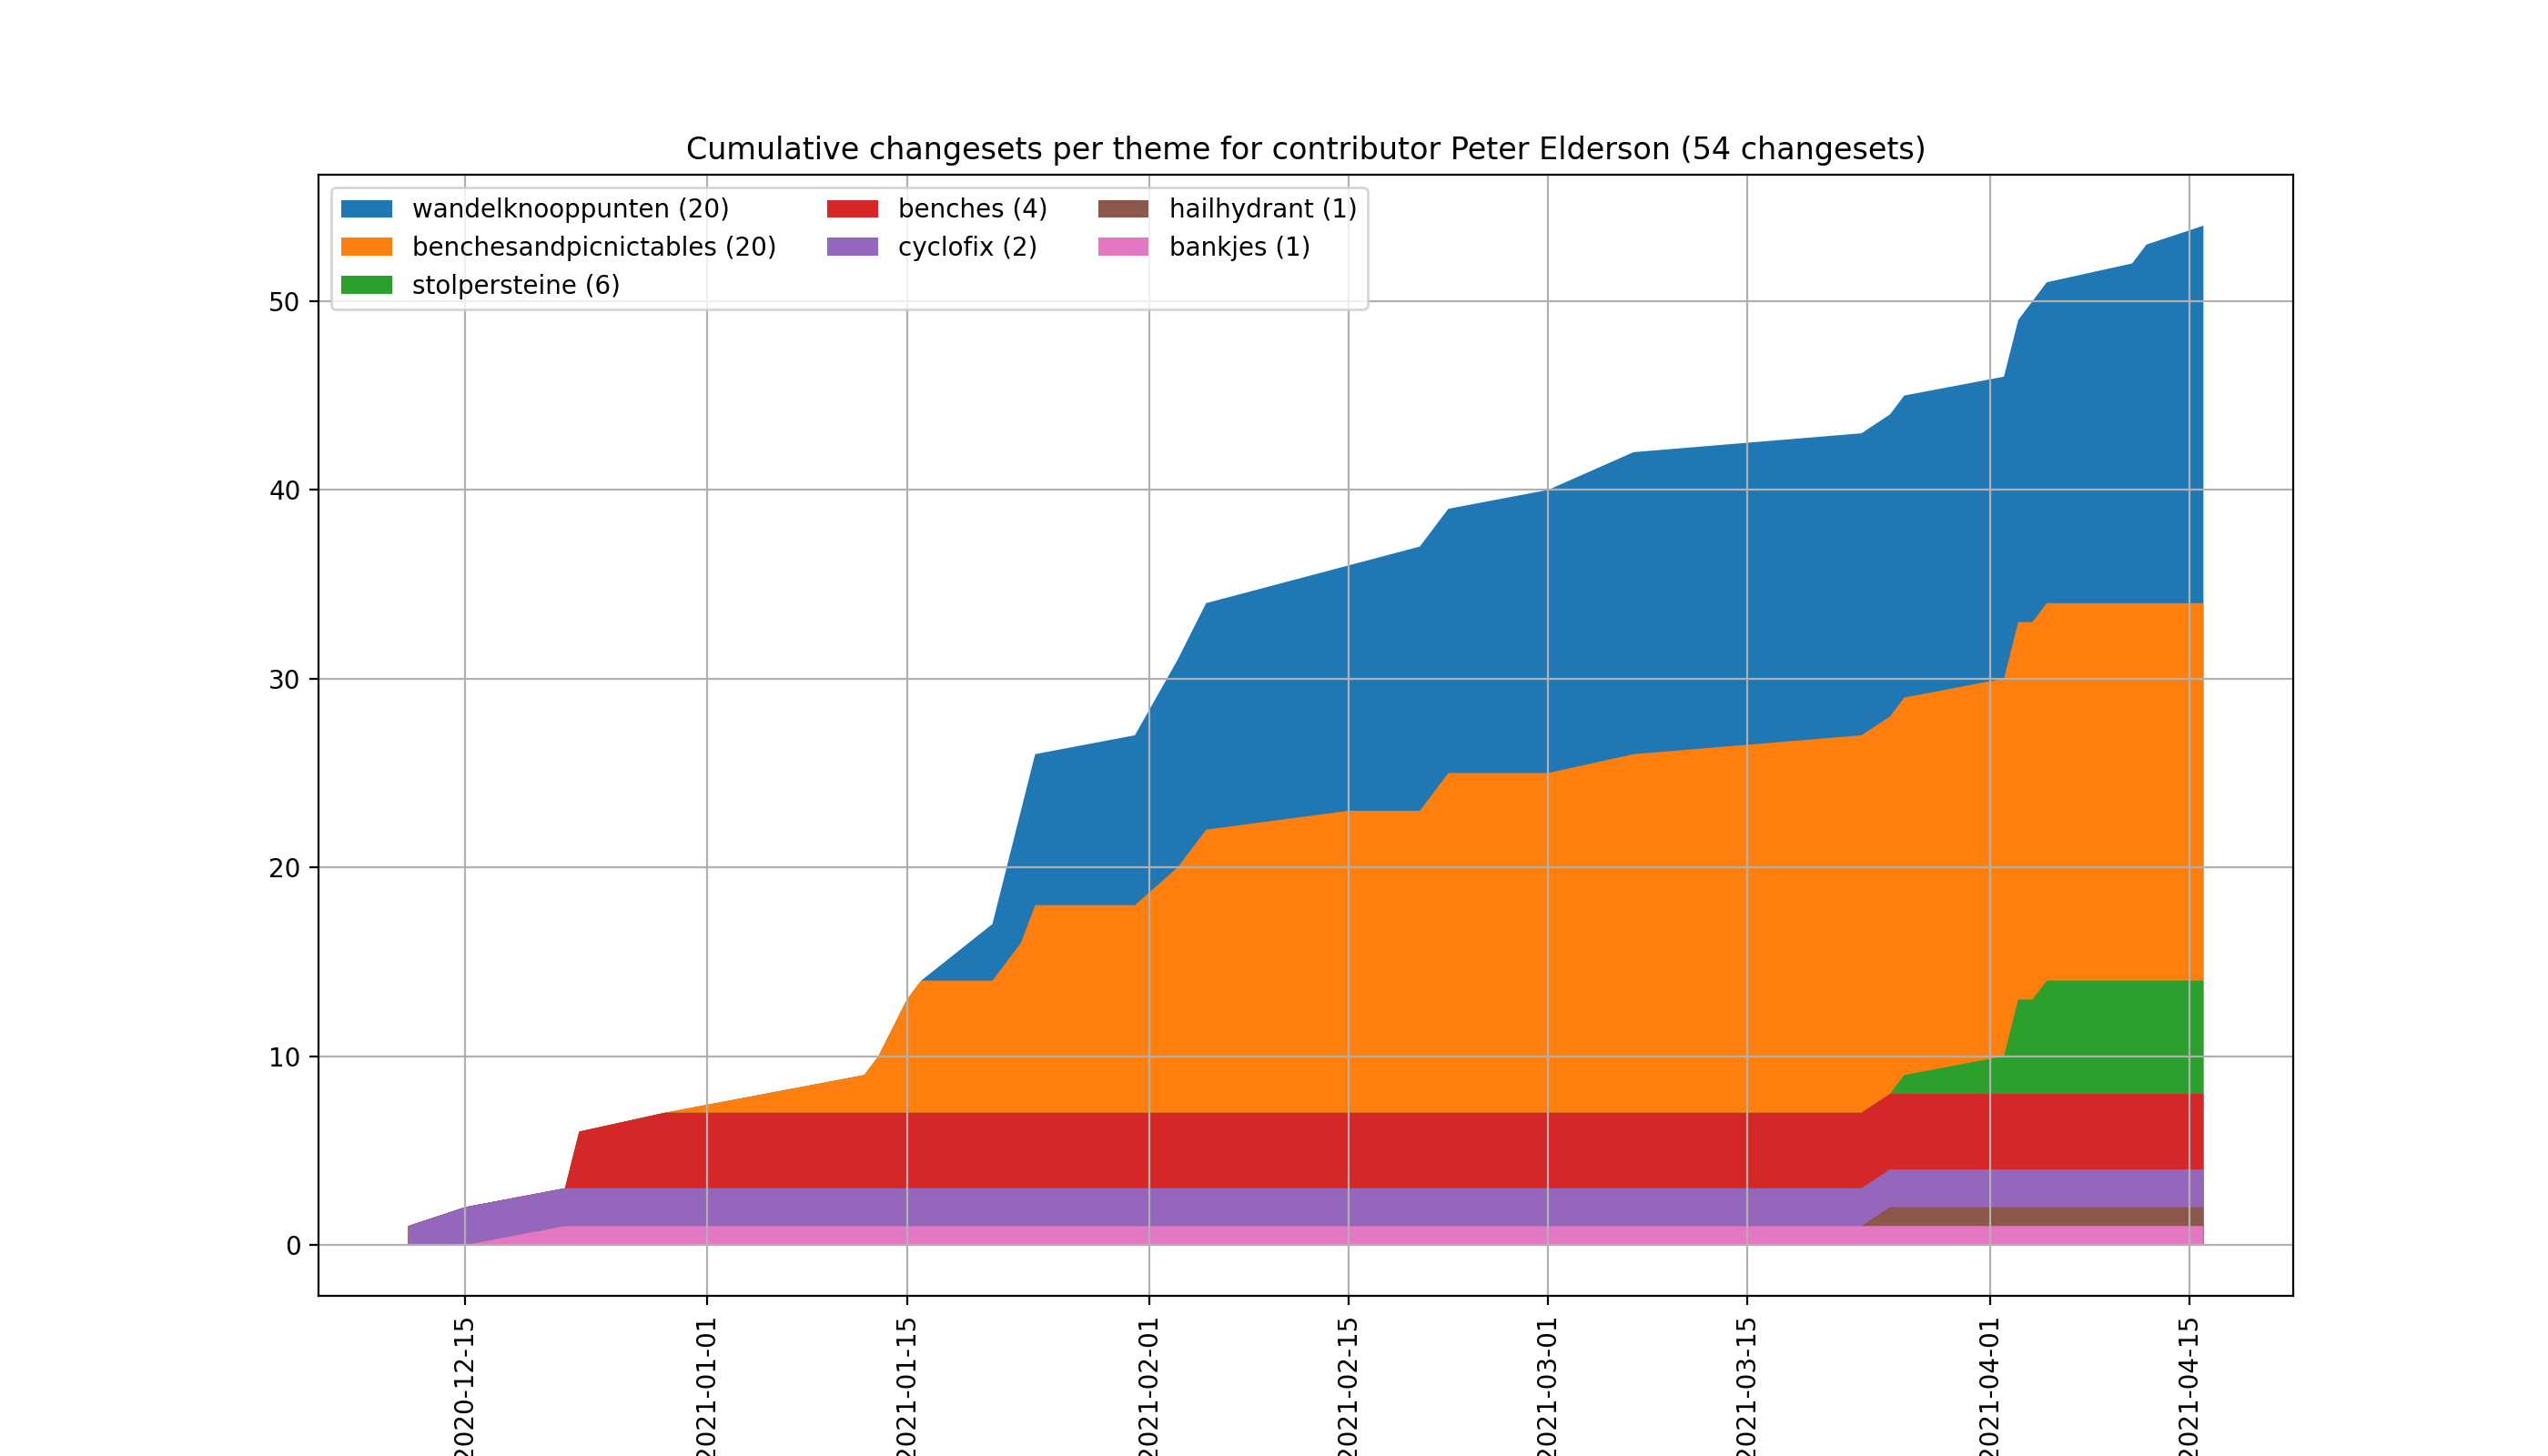 Cumulative changesets per theme for contributor Peter Elderson (54 changesets)
wandelknooppunten (20)
benchesandpicnictables (20)
stolpersteine (6)
benches (4)
cyclofix (2)
hailhydrant (1)
bankjes (1)
50
40
30
20
10
0
2020-12-15
2021-01-01
2021-01-15
2021-02-01
2021-02-15
2021-03-01
2021-03-15
2021-04-01
2021-04-15